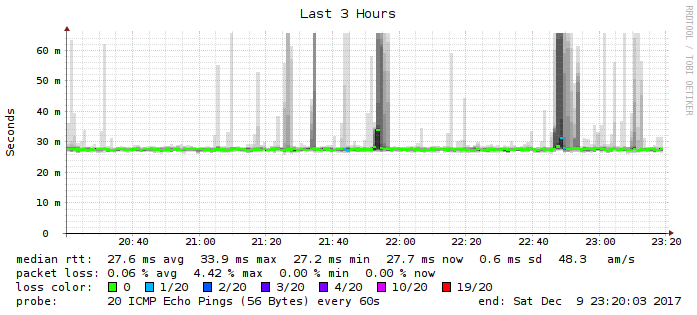 Last 3 Hours
RRDTOOL / TOBI OETIKER
Seconds
60 m
50 m
40 m
30 m
20 m
10 m
0
20:40 21:00 21:20 21:40 22:00 22:20 22:40 23:00 23:20
median rtt: 27.6 ms avg 33.9 ms max 27.2 ms min 27.7 ms now 0.6 ms sd 48.3 am/s
packet loss: 0.06 % avg 4.42 % max 0.00 % min 0.00 % now
loss color: 0 1/20 2/20 3/20 4/20 10/20 19/20
probe: 20 ICMP Echo Pings (56 Bytes) every 60s end: Sat Dec 9 23:20:03 2017